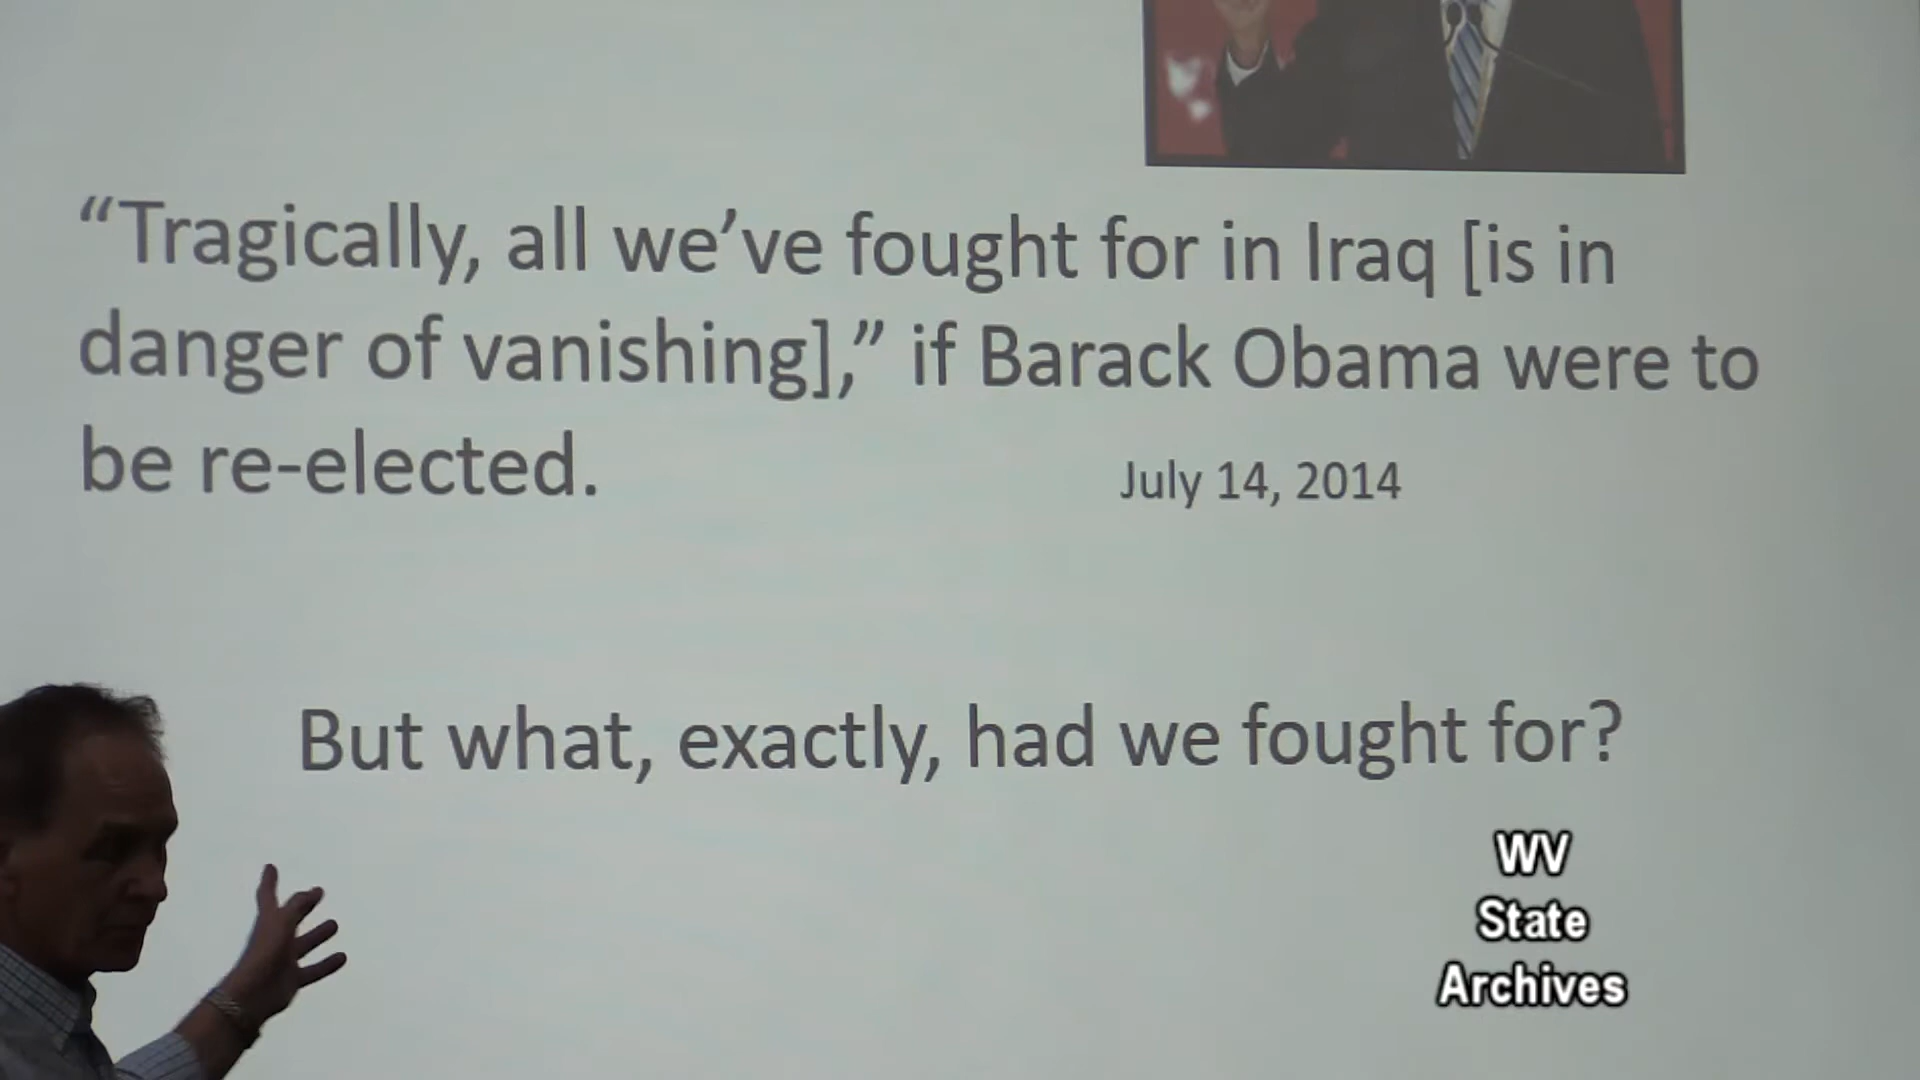 “Tragically, all we’ve fought for in Iraq [is in
danger of vanishing],” if Barack Obama were to
be re-elected.
July 14, 2014
But what, exactly, had we fought for?
WV
State
Archives